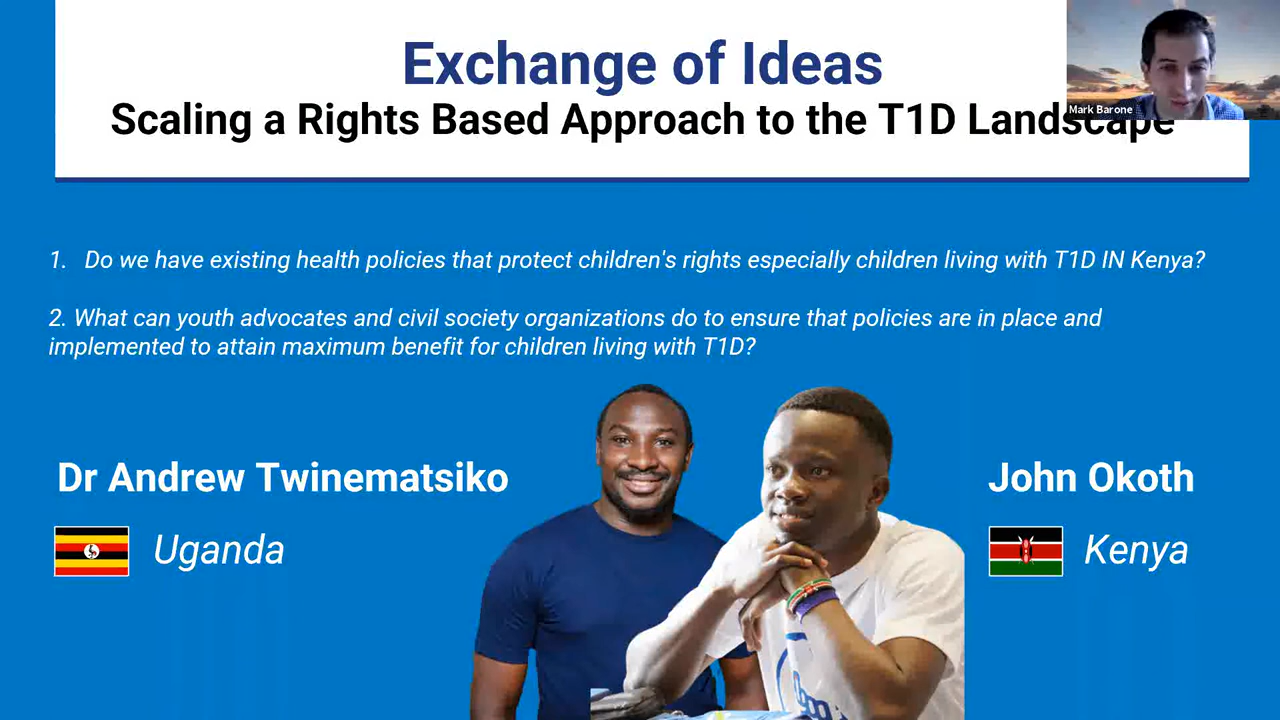 Exchange of Ideas
Scaling a Rights Based Approach to the T1D Landscape
Mark Barone
1. Do we have existing health policies that protect children's rights especially children living with T1D IN Kenya?
2. What can youth advocates and civil society organizations do to ensure that policies are in place and
implemented to attain maximum benefit for children living with T1D?
Dr Andrew Twinematsiko
John Okoth
Uganda
Kenya